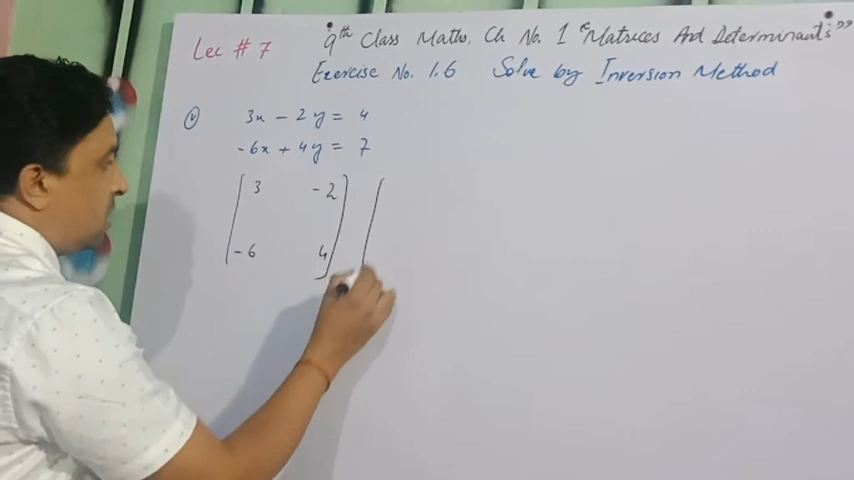 Lec # 7 9th Class Maths. Ch No. 1 "Matrices And Determinants"
Exercise No. 1.6 Solve by Inversion Method
(v) 3x - 2y = 4
-6x + 4y = 7
[ 3 -2 ] [
-6 4